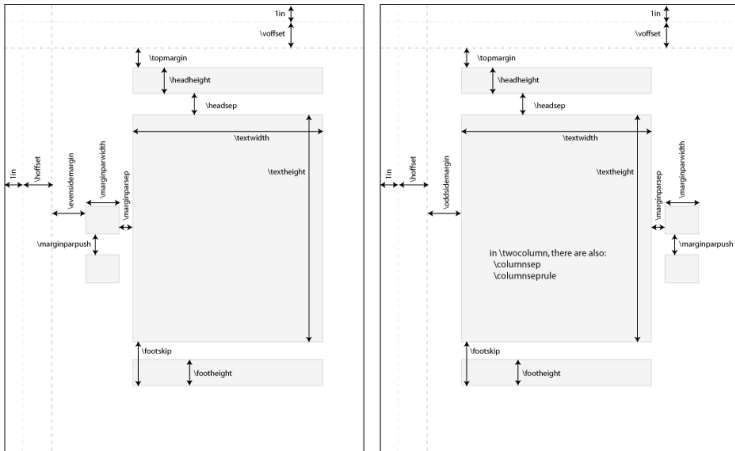 1in
\voffset
\topmargin
\headheight
\headsep
\textwidth
\textheight
1in
\hoffset
\evensidemargin
\marginparwidth
\marginparsep
\marginparpush
\footskip
\footheight
1in
\voffset
\topmargin
\headheight
\headsep
\textwidth
\textheight
1in
\hoffset
\oddsidemargin
\marginparsep
\marginparwidth
\marginparpush
in \twocolumn, there are also:
\columnsep
\columnseprule
\footskip
\footheight